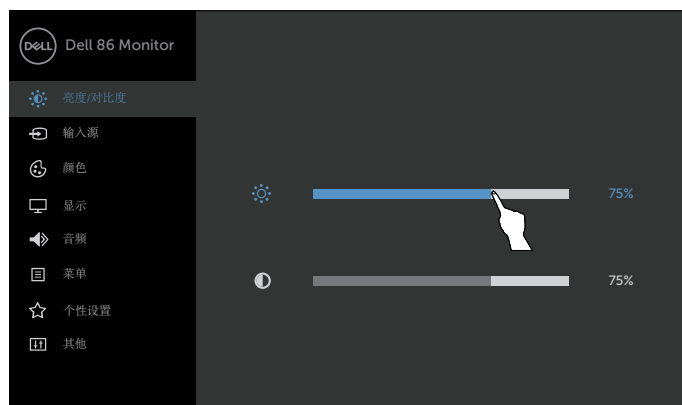 DELL Dell 86 Monitor
亮度/对比度
输入源
颜色
显示
音频
菜单
个性设置
其他
75%
75%